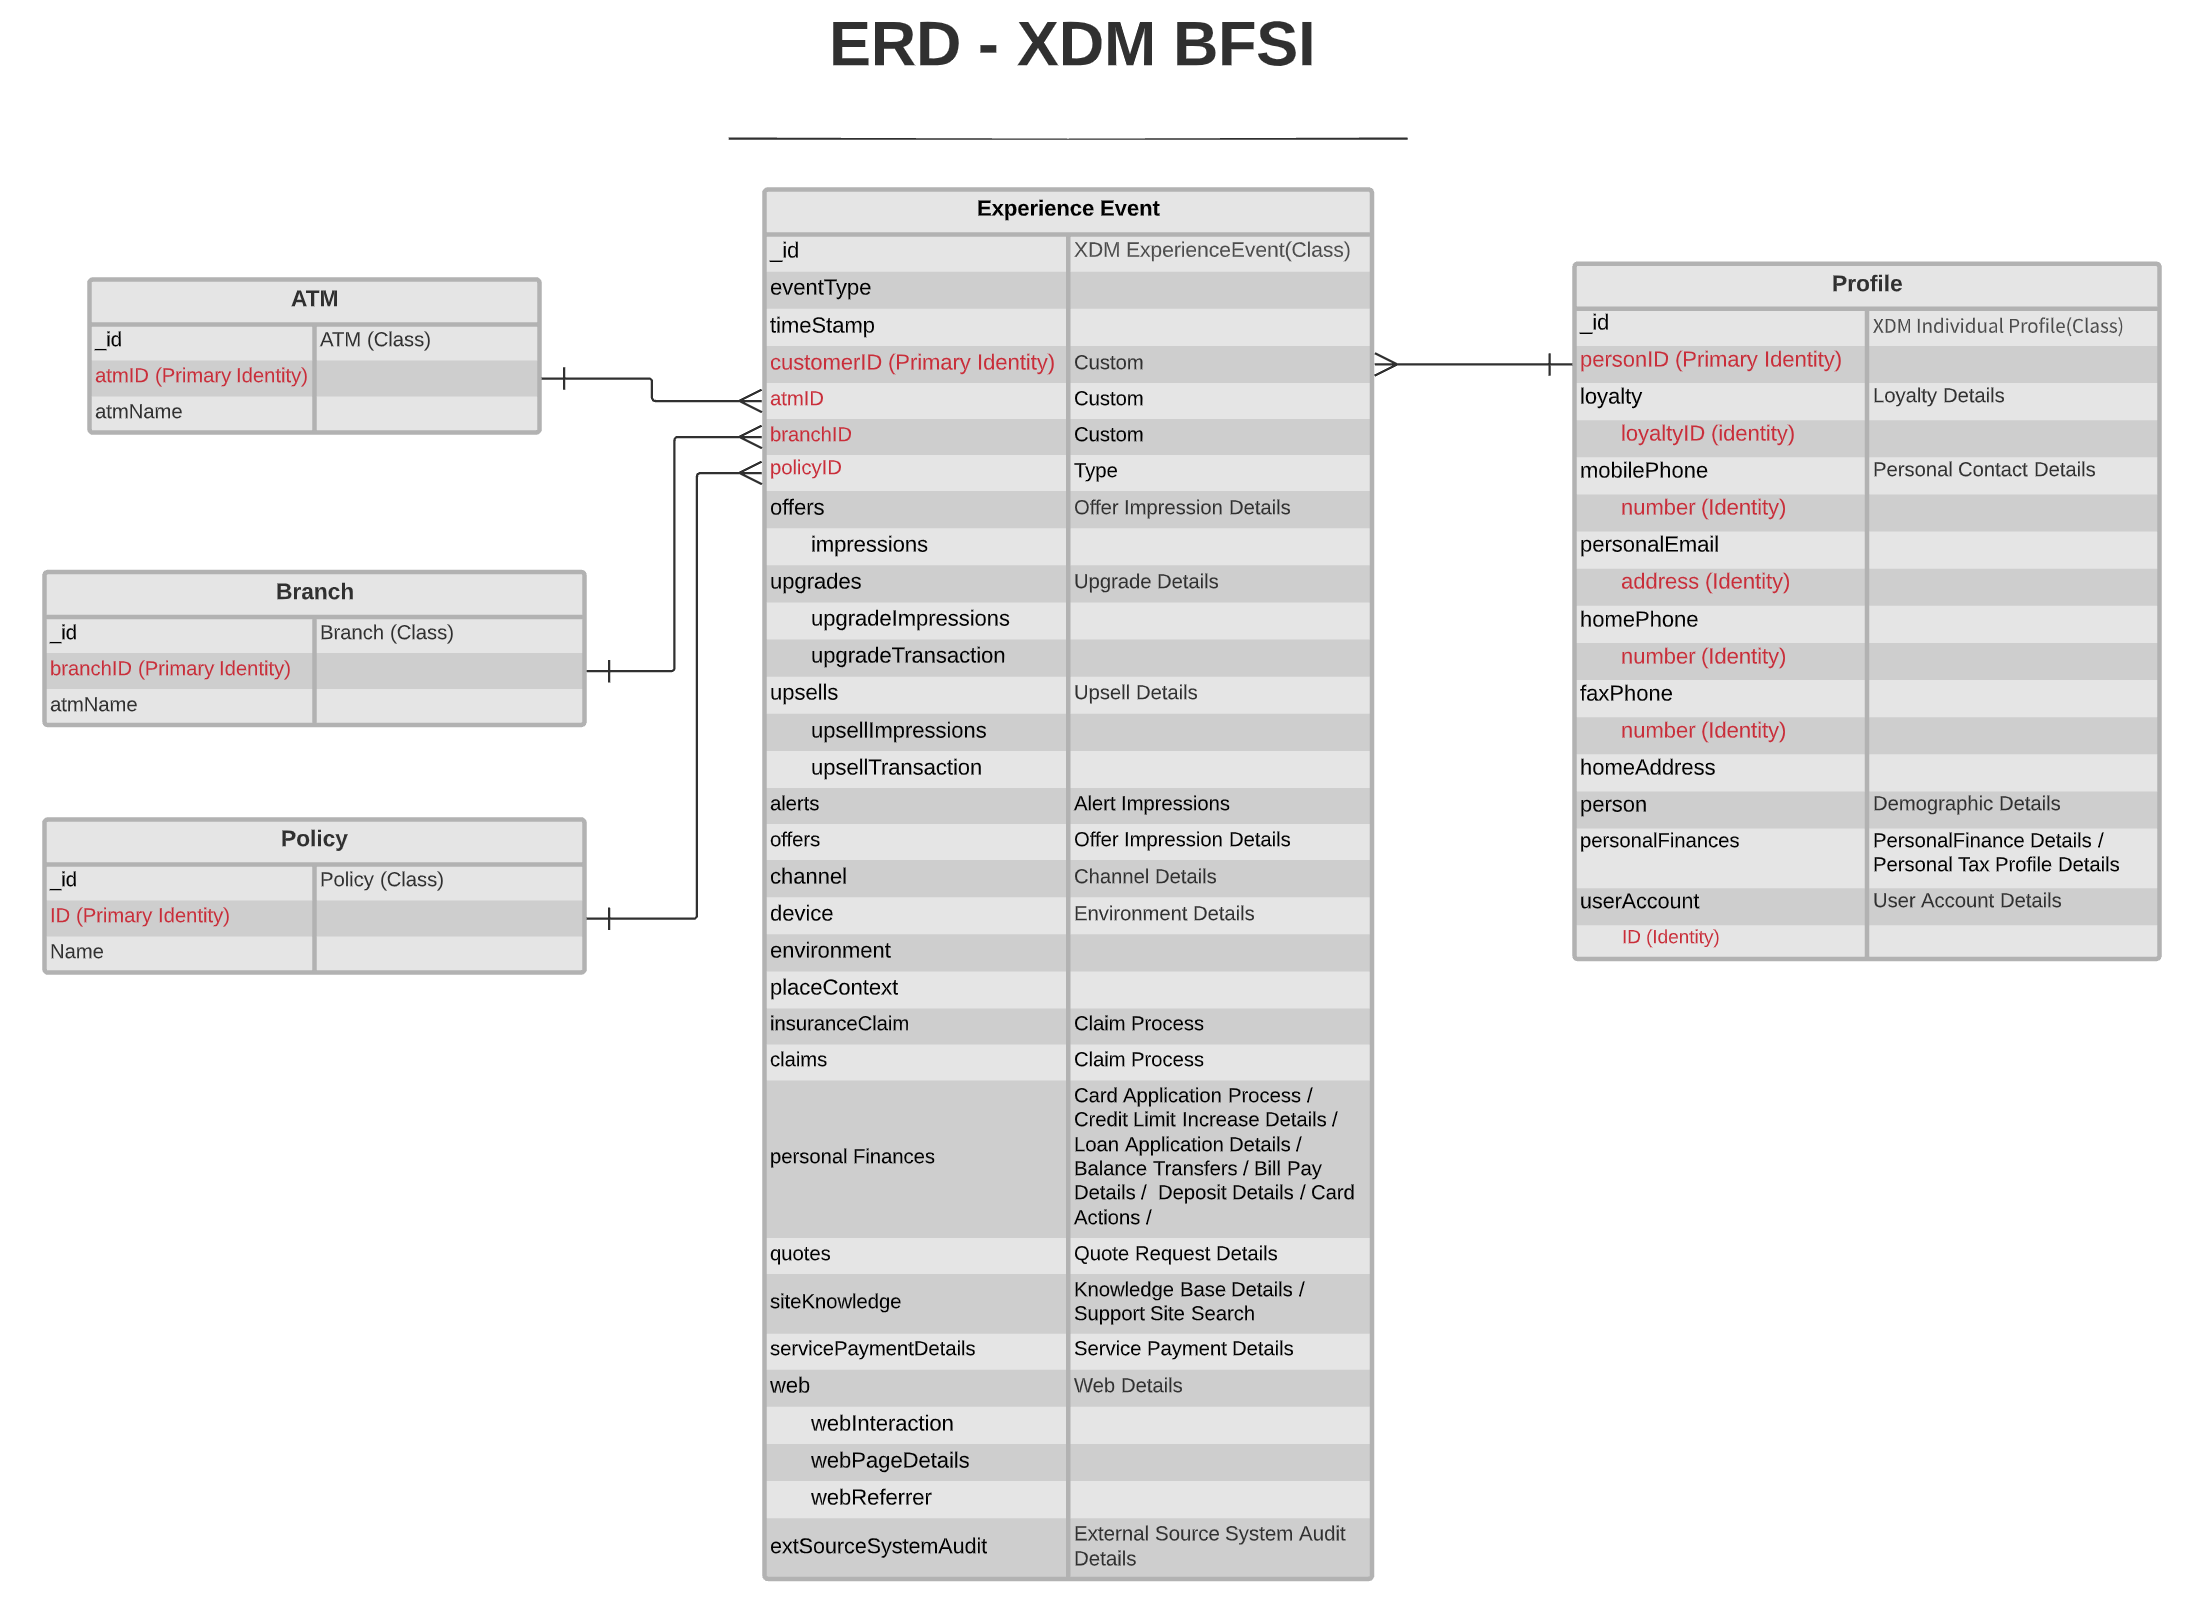 ERD - XDM BFSI
ATM
_id ATM (Class)
atmID (Primary Identity)
atmName
Branch
_id Branch (Class)
branchID (Primary Identity)
atmName
Policy
_id Policy (Class)
ID (Primary Identity)
Name
Experience Event
_id XDM ExperienceEvent(Class)
eventType
timeStamp
customerID (Primary Identity) Custom
atmID Custom
branchID Custom
policyID Type
offers Offer Impression Details
impressions
upgrades Upgrade Details
upgradeImpressions
upgradeTransaction
upsells Upsell Details
upsellImpressions
upsellTransaction
alerts Alert Impressions
offers Offer Impression Details
channel Channel Details
device Environment Details
environment
placeContext
insuranceClaim Claim Process
claims Claim Process
personal Finances
Card Application Process /
Credit Limit Increase Details /
Loan Application Details /
Balance Transfers / Bill Pay
Details /  Deposit Details / Card
Actions /
quotes Quote Request Details
siteKnowledge
Knowledge Base Details /
Support Site Search
servicePaymentDetails Service Payment Details
web Web Details
webInteraction
webPageDetails
webReferrer
extSourceSystemAudit
External Source System Audit
Details
Profile
_id XDM Individual Profile(Class)
personID (Primary Identity)
loyalty Loyalty Details
loyaltyID (identity)
mobilePhone Personal Contact Details
number (Identity)
personalEmail
address (Identity)
homePhone
number (Identity)
faxPhone
number (Identity)
homeAddress
person Demographic Details
personalFinances PersonalFinance Details /
Personal Tax Profile Details
userAccount User Account Details
ID (Identity)